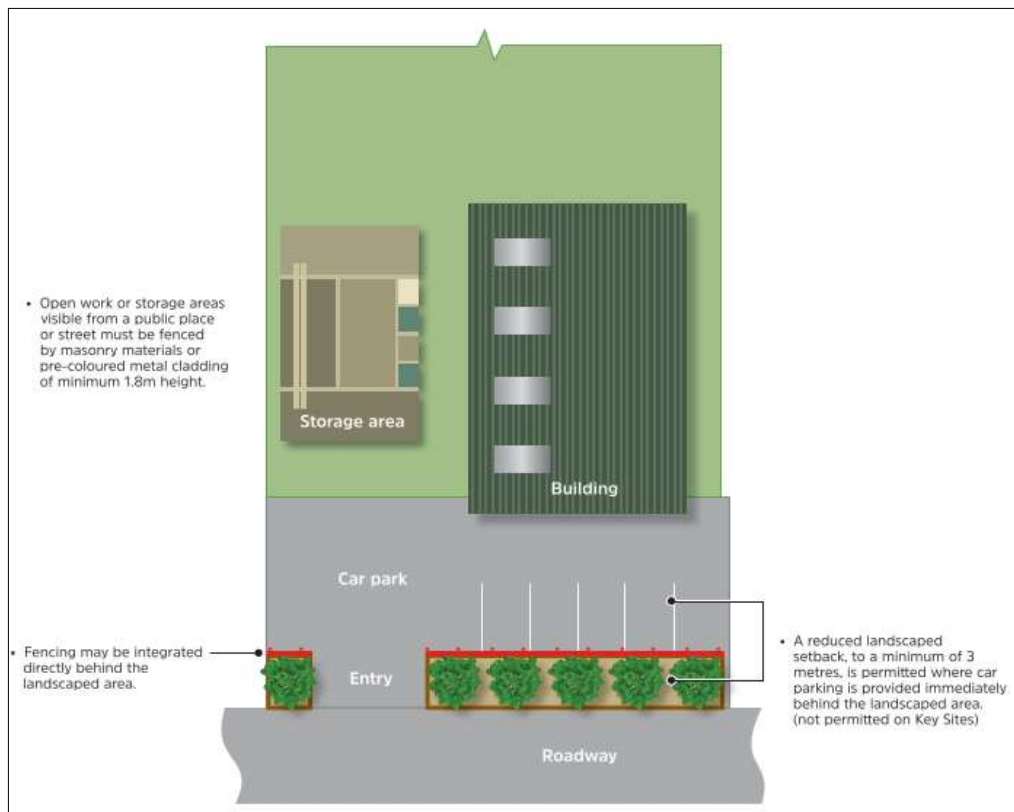 • Open work or storage areas
visible from a public place
or street must be fenced
by masonry materials or
pre-coloured metal cladding
of minimum 1.8m height.
Storage area
Building
Car park
• Fencing may be integrated
directly behind the
landscaped area.
Entry
• A reduced landscaped
setback, to a minimum of 3
metres, is permitted where car
parking is provided immediately
behind the landscaped area.
(not permitted on Key Sites)
Roadway